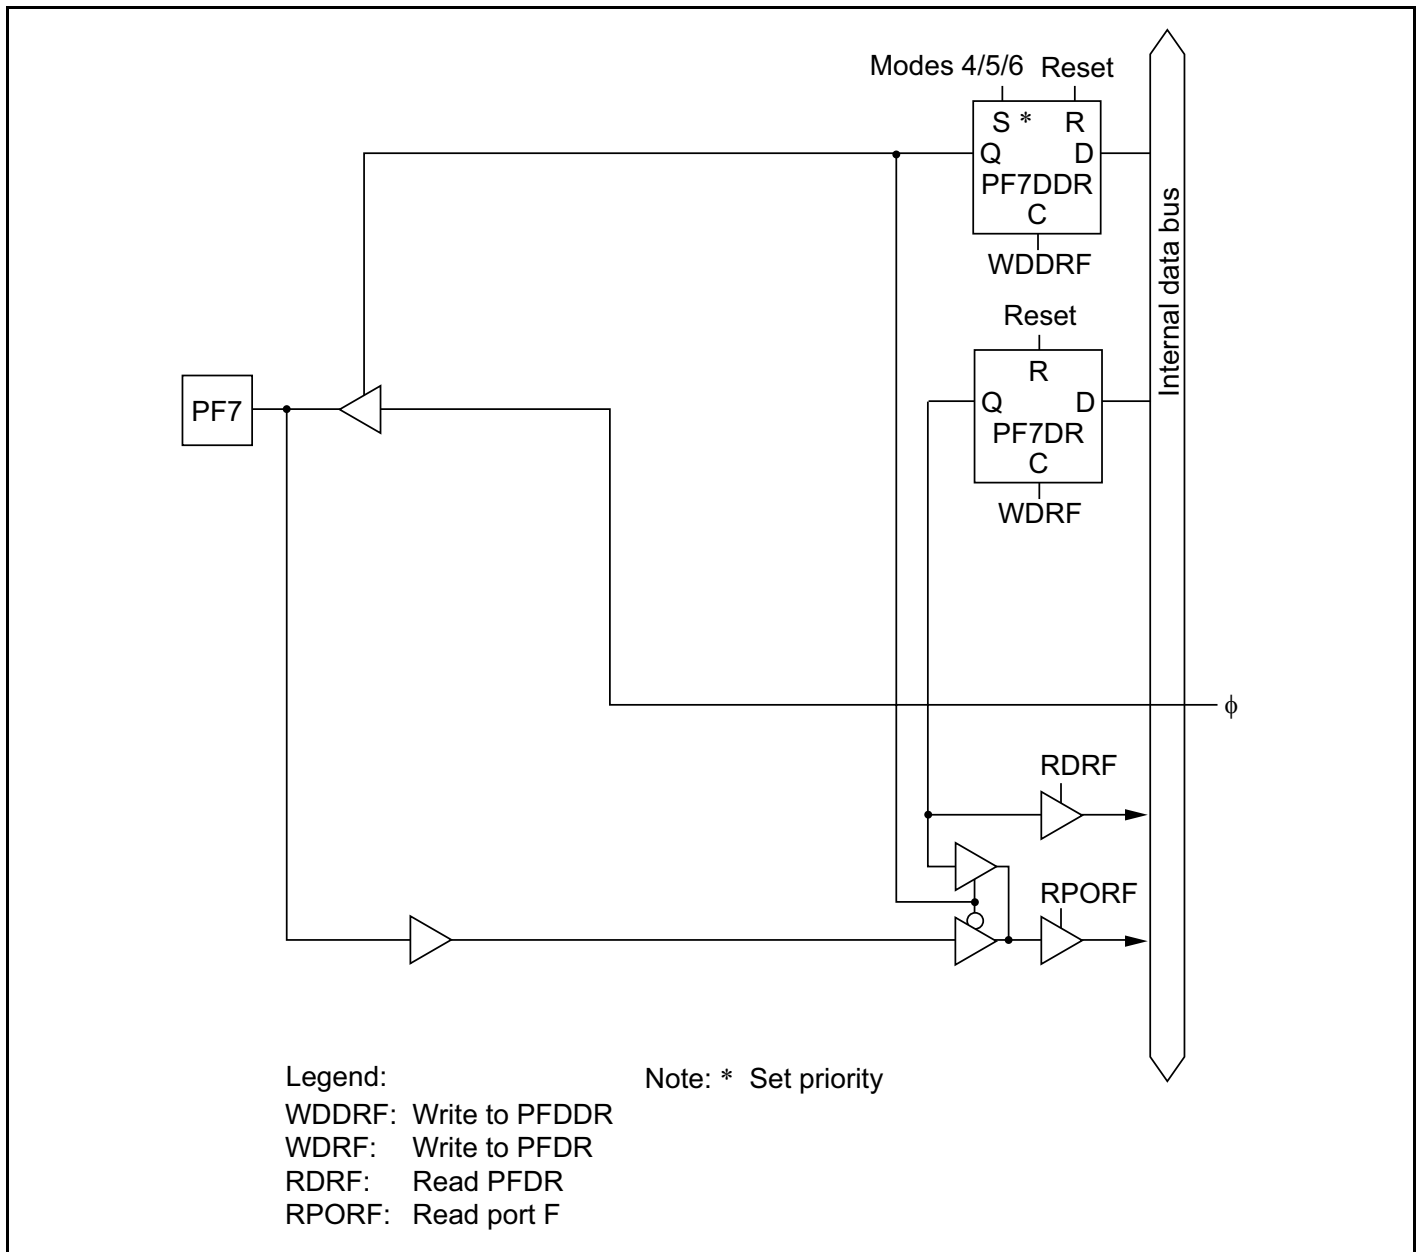 Modes 4/5/6 Reset
S * R
Q D
PF7DDR
C
WDDRF
Internal data bus
Reset
R
PF7
Q D
PF7DR
C
WDRF
ϕ
RDRF
RPORF
Legend:
Note: * Set priority
WDDRF: Write to PFDDR
WDRF: Write to PFDR
RDRF: Read PFDR
RPORF: Read port F